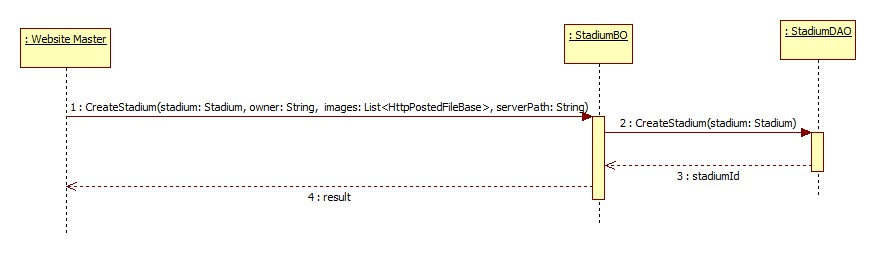 : Website Master
: StadiumBO
: StadiumDAO
1 : CreateStadium(stadium: Stadium, owner: String, images: List<HttpPostedFileBase>, serverPath: String)
2 : CreateStadium(stadium: Stadium)
3 : stadiumId
4 : result